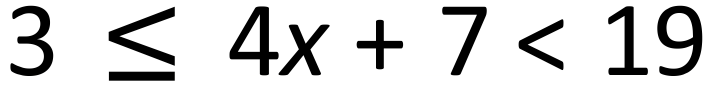 3 ≤ 4x + 7 < 19